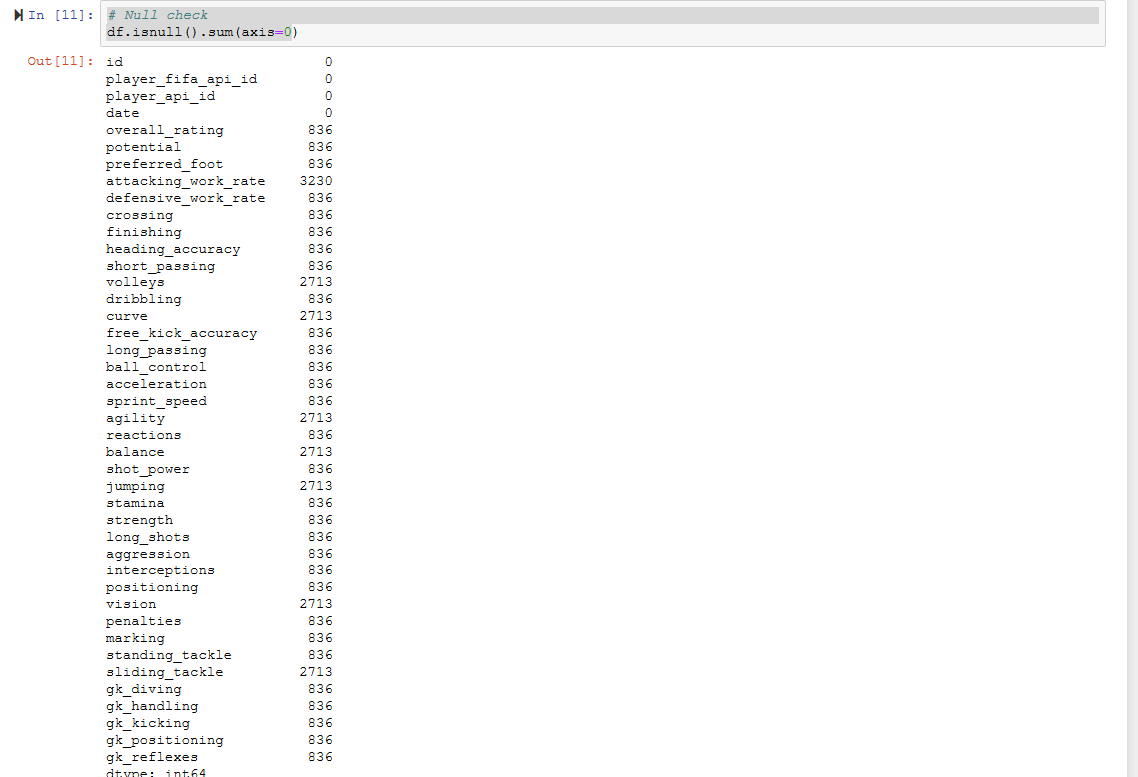 In [11]: # Null check
df.isnull().sum(axis=0)
Out[11]: id 0
player_fifa_api_id 0
player_api_id 0
date 0
overall_rating 836
potential 836
preferred_foot 836
attacking_work_rate 3230
defensive_work_rate 836
crossing 836
finishing 836
heading_accuracy 836
short_passing 836
volleys 2713
dribbling 836
curve 2713
free_kick_accuracy 836
long_passing 836
ball_control 836
acceleration 836
sprint_speed 836
agility 2713
reactions 836
balance 2713
shot_power 836
jumping 2713
stamina 836
strength 836
long_shots 836
aggression 836
interceptions 836
positioning 836
vision 2713
penalties 836
marking 836
standing_tackle 836
sliding_tackle 2713
gk_diving 836
gk_handling 836
gk_kicking 836
gk_positioning 836
gk_reflexes 836
dtype: int64